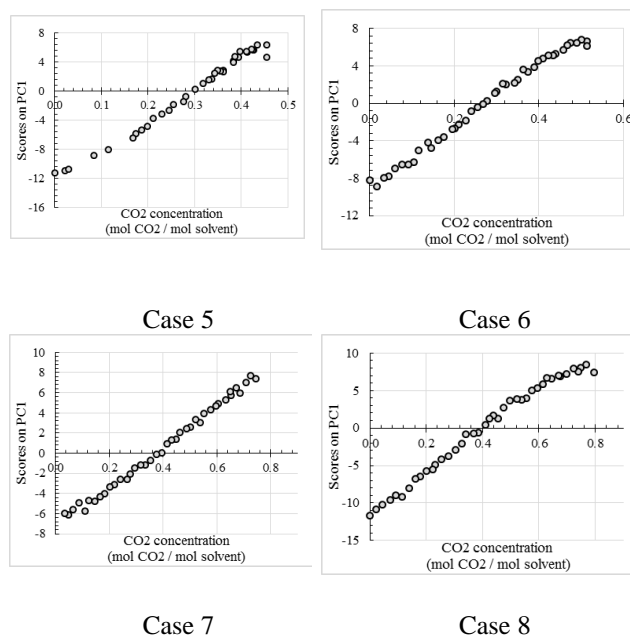 8
4
0
-4
-8
-12
-16
0.0 0.1 0.2 0.3 0.4 0.5
Scores on PC1
CO2 concentration
(mol CO2 / mol solvent)
8
4
0
-4
-8
-12
0.0 0.2 0.4 0.6
Scores on PC1
CO2 concentration
(mol CO2 / mol solvent)
Case 5 Case 6
10
8
6
4
2
0
-2
-4
-6
-8
0.0 0.2 0.4 0.6 0.8
Scores on PC1
CO2 concentration
(mol CO2 / mol solvent)
10
5
0
-5
-10
-15
0.0 0.2 0.4 0.6 0.8
Scores on PC1
CO2 concentration
(mol CO2 / mol solvent)
Case 7 Case 8